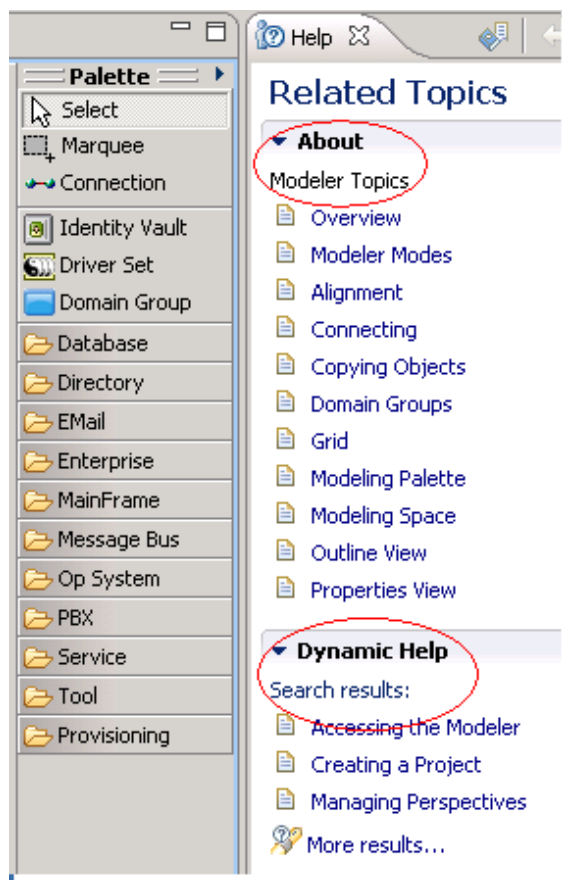 Palette
Select
Marquee
Connection
Identity Vault
Driver Set
Domain Group
Database
Directory
EMail
Enterprise
MainFrame
Message Bus
Op System
PBX
Service
Tool
Provisioning
Help
Related Topics
About
Modeler Topics
Overview
Modeler Modes
Alignment
Connecting
Copying Objects
Domain Groups
Grid
Modeling Palette
Modeling Space
Outline View
Properties View
Dynamic Help
Search results:
Accessing the Modeler
Creating a Project
Managing Perspectives
More results...